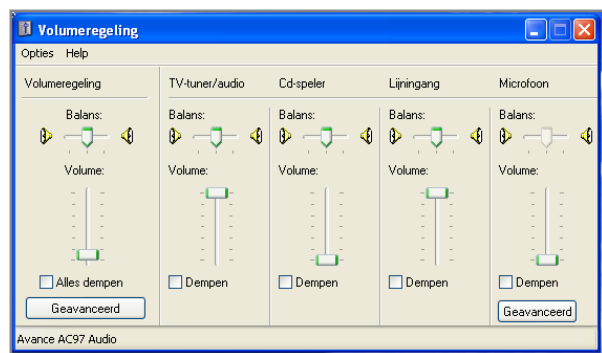 Volumeregeling
Opties Help
Volumeregeling TV-tuner/audio Cd-speler Lijningang Microfoon
Balans: Balans: Balans: Balans: Balans:
Volume: Volume: Volume: Volume: Volume:
Alles dempen Dempen Dempen Dempen Dempen
Geavanceerd Geavanceerd
Avance AC97 Audio